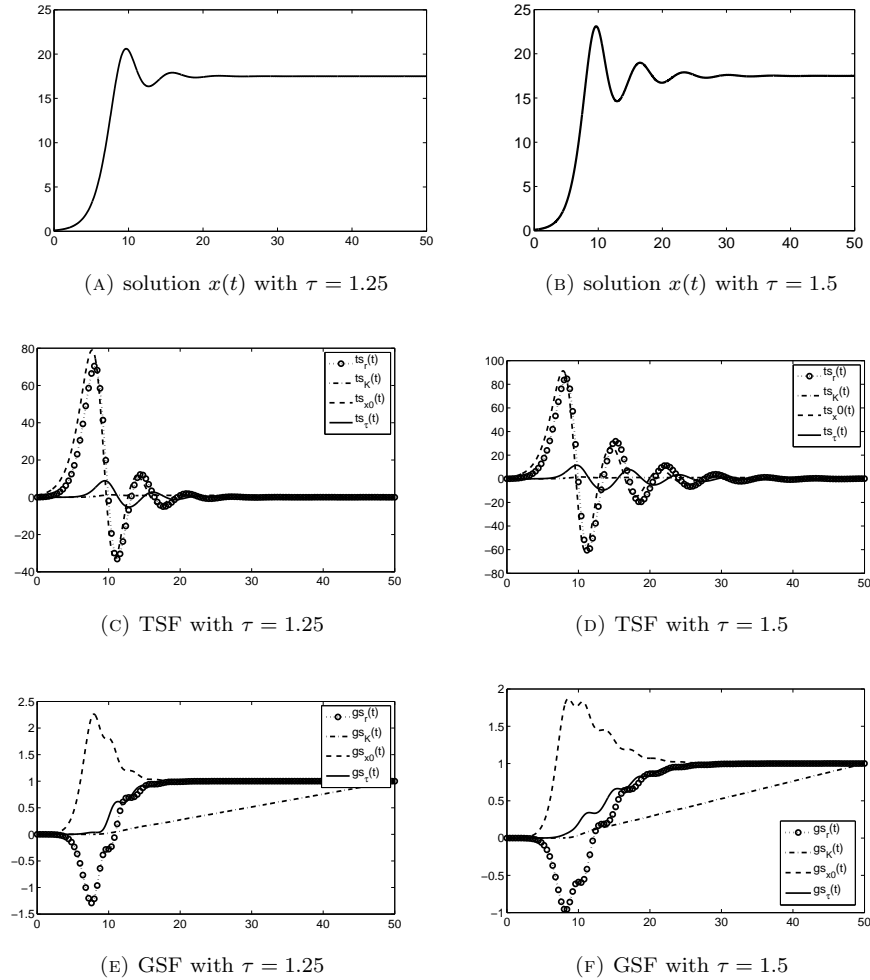 25
20
15
10
5
0
0 10 20 30 40 50
(A) solution x(t) with τ = 1.25
25
20
15
10
5
0
0 10 20 30 40 50
(B) solution x(t) with τ = 1.5
80
60
40
20
0
−20
−40
0 10 20 30 40 50
ts_r(t)
ts_K(t)
ts_x0(t)
ts_τ(t)
(C) TSF with τ = 1.25
100
80
60
40
20
0
−20
−40
−60
−80
0 10 20 30 40 50
ts_r(t)
ts_K(t)
ts_x0(t)
ts_τ(t)
(D) TSF with τ = 1.5
2.5
2
1.5
1
0.5
0
−0.5
−1
−1.5
0 10 20 30 40 50
gs_r(t)
gs_K(t)
gs_x0(t)
gs_τ(t)
(E) GSF with τ = 1.25
2
1.5
1
0.5
0
−0.5
−1
0 10 20 30 40 50
gs_r(t)
gs_K(t)
gs_x0(t)
gs_τ(t)
(F) GSF with τ = 1.5